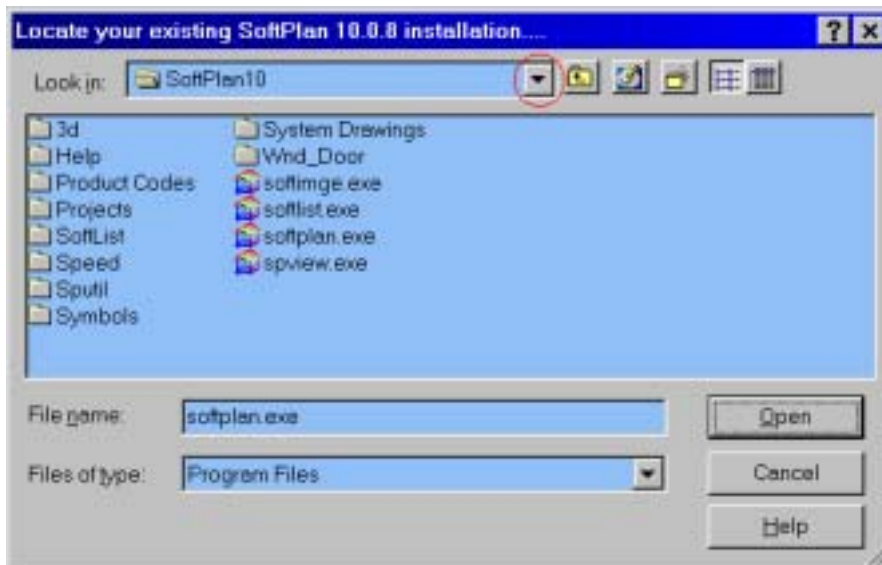 Locate your existing SoftPlan 10.0.8 installation....
Look in: SoftPlan10
3d
Help
Product Codes
Projects
SoftList
Speed
Sputil
Symbols
System Drawings
Wnd_Door
softimge.exe
softlist.exe
softplan.exe
spview.exe
File name: softplan.exe
Open
Files of type: Program Files
Cancel
Help